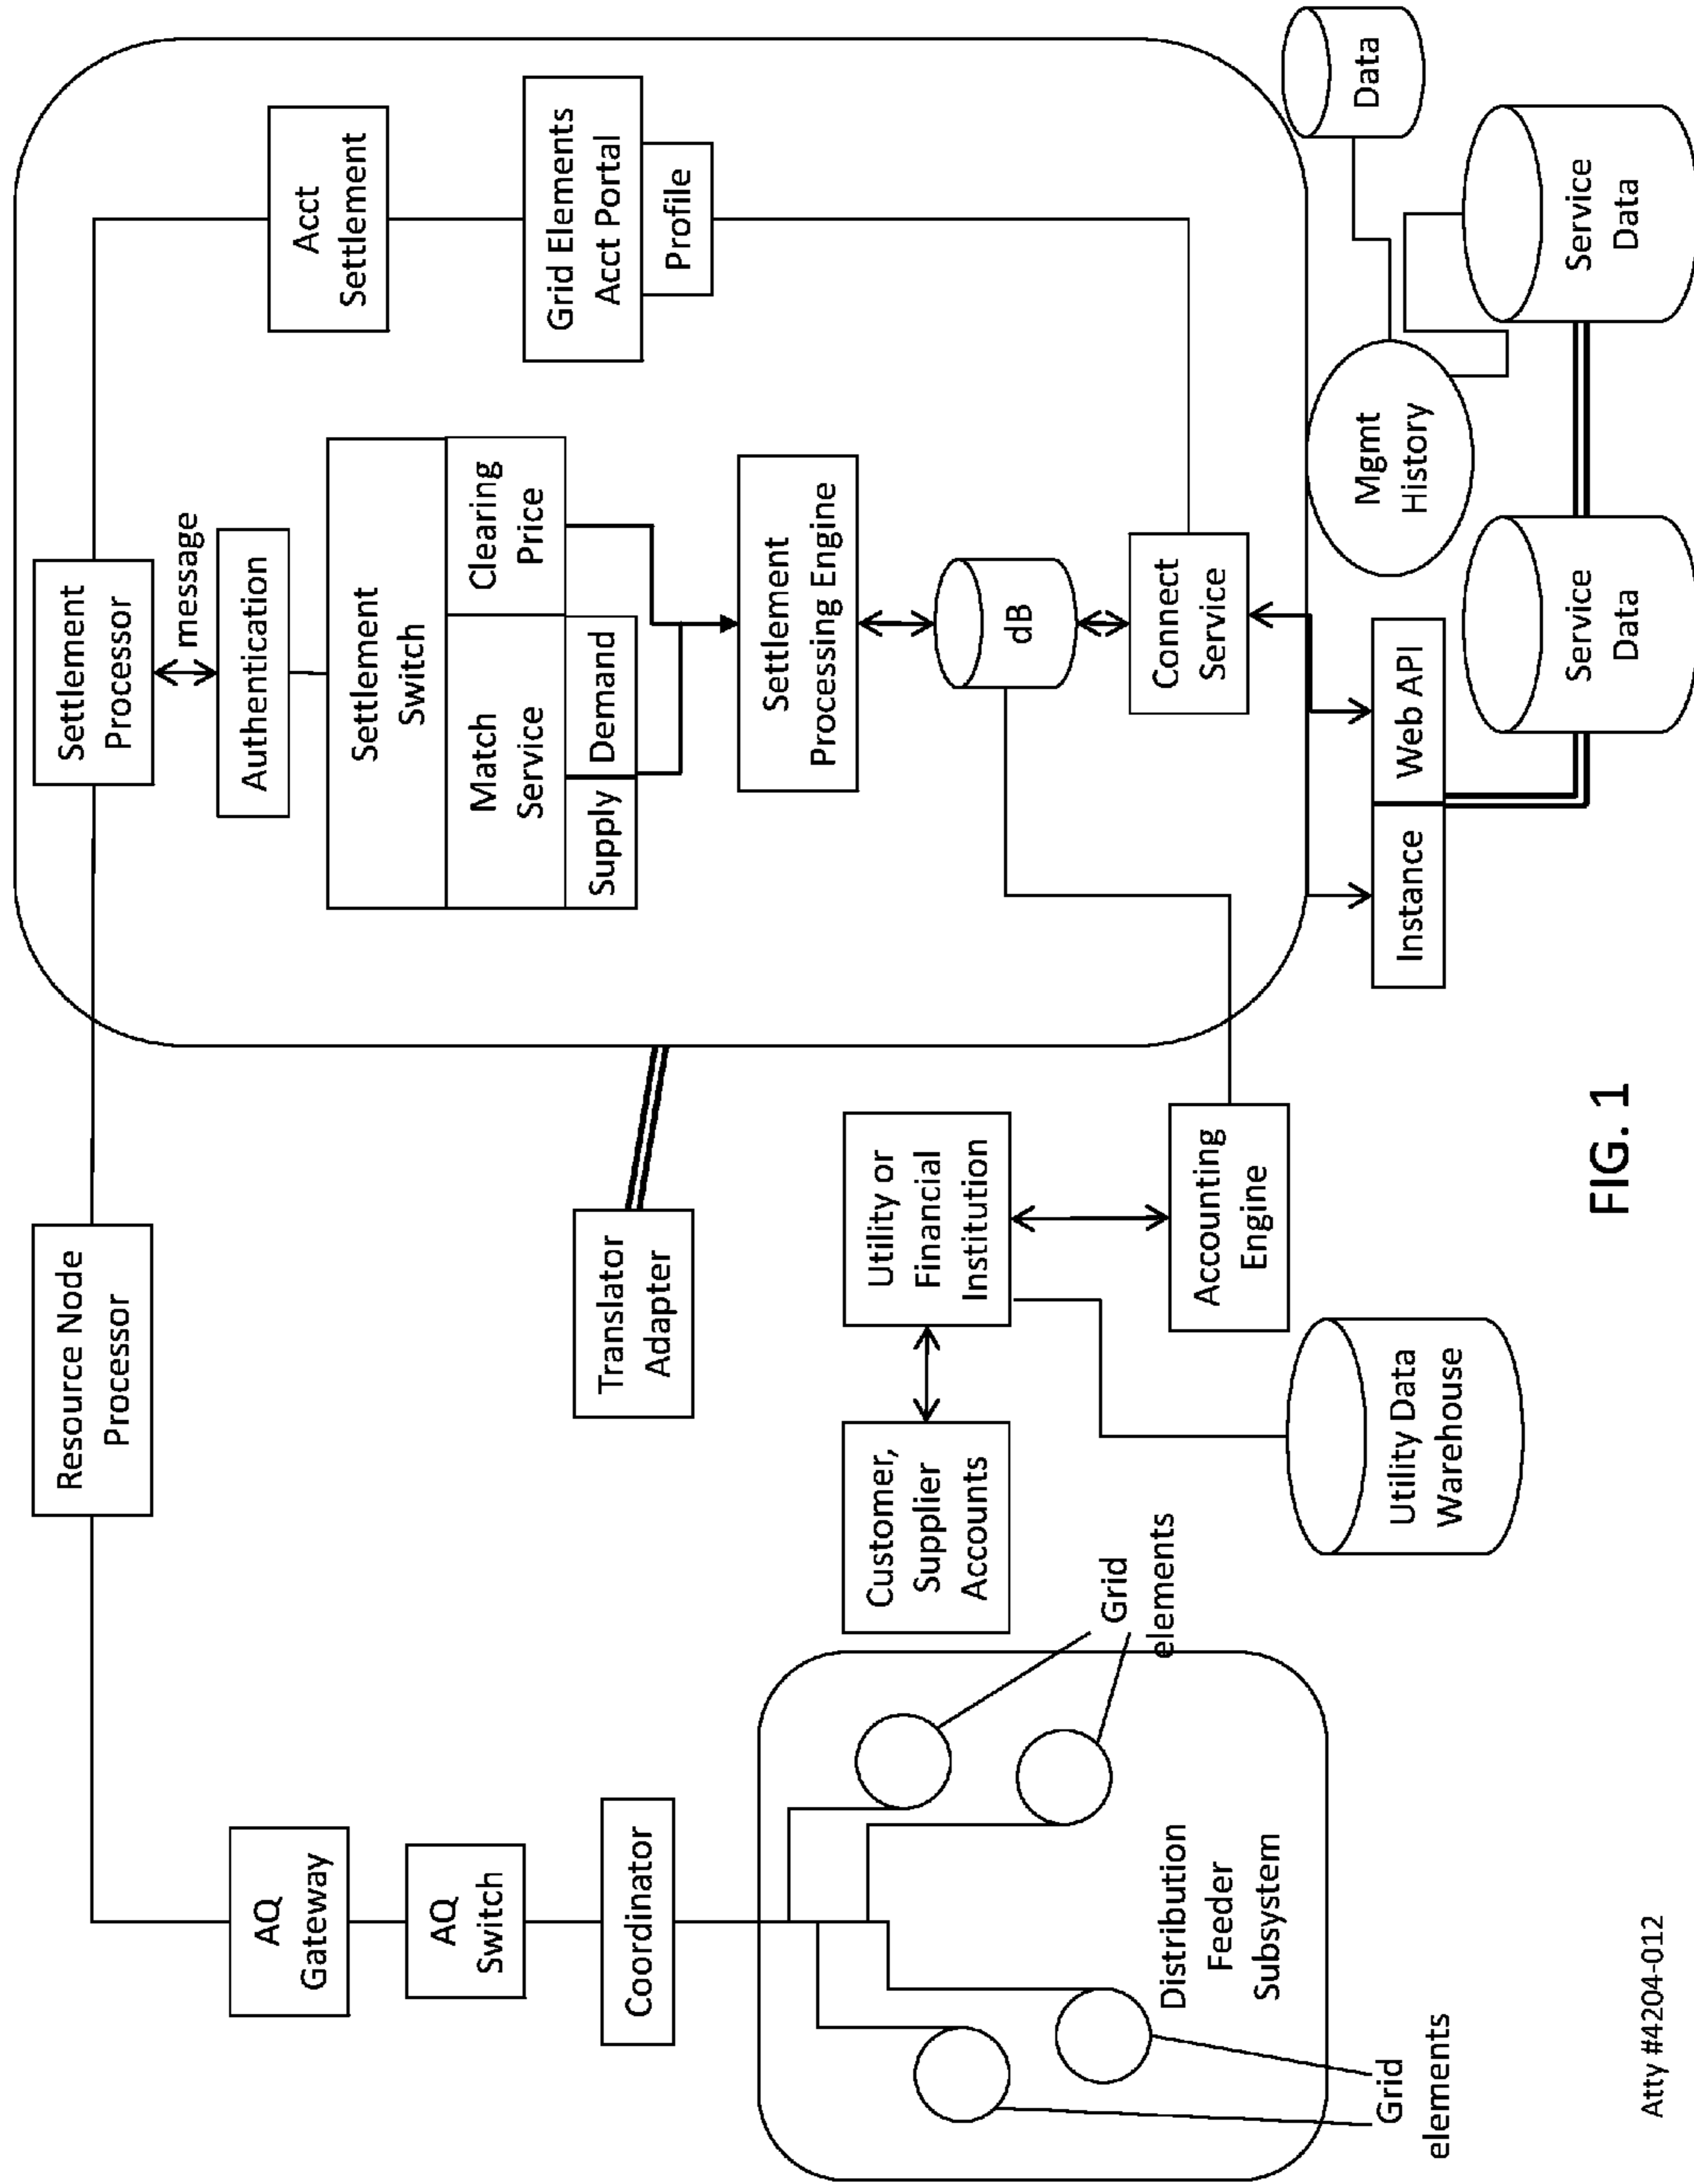 Resource Node
Processor
Settlement
Processor
message
Authentication
Acct
Settlement
AQ
Gateway
AQ
Switch
Coordinator
Translator
Adapter
Settlement
Switch
Match
Service
Clearing
Price
Supply
Demand
Grid Elements
Acct Portal
Profile
Settlement
Processing Engine
dB
Connect
Service
Customer,
Supplier
Accounts
Utility or
Financial
Institution
Accounting
Engine
Grid
elements
Distribution
Feeder
Subsystem
Grid
elements
Utility Data
Warehouse
Instance
Web API
Mgmt
History
Data
Service
Data
Service
Data
FIG. 1
Atty #4204-012